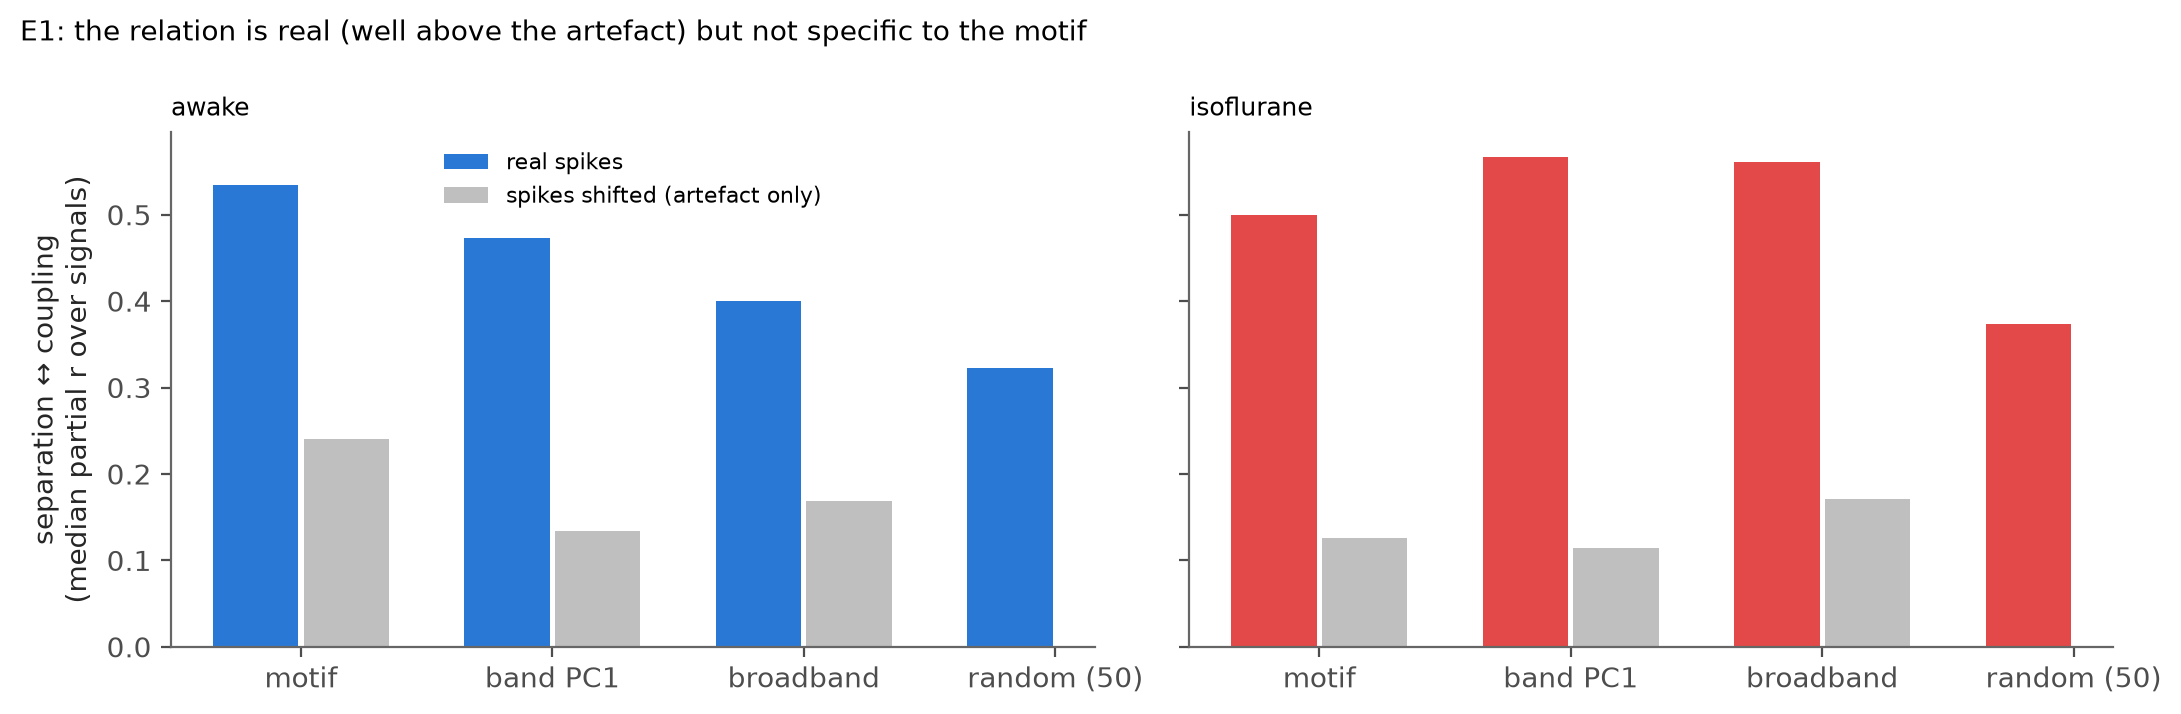 E1: the relation is real (well above the artefact) but not specific to the motif
awake
isoflurane
real spikes
spikes shifted (artefact only)
separation ↔ coupling
(median partial r over signals)
0.5
0.4
0.3
0.2
0.1
0.0
motif
band PC1
broadband
random (50)
motif
band PC1
broadband
random (50)